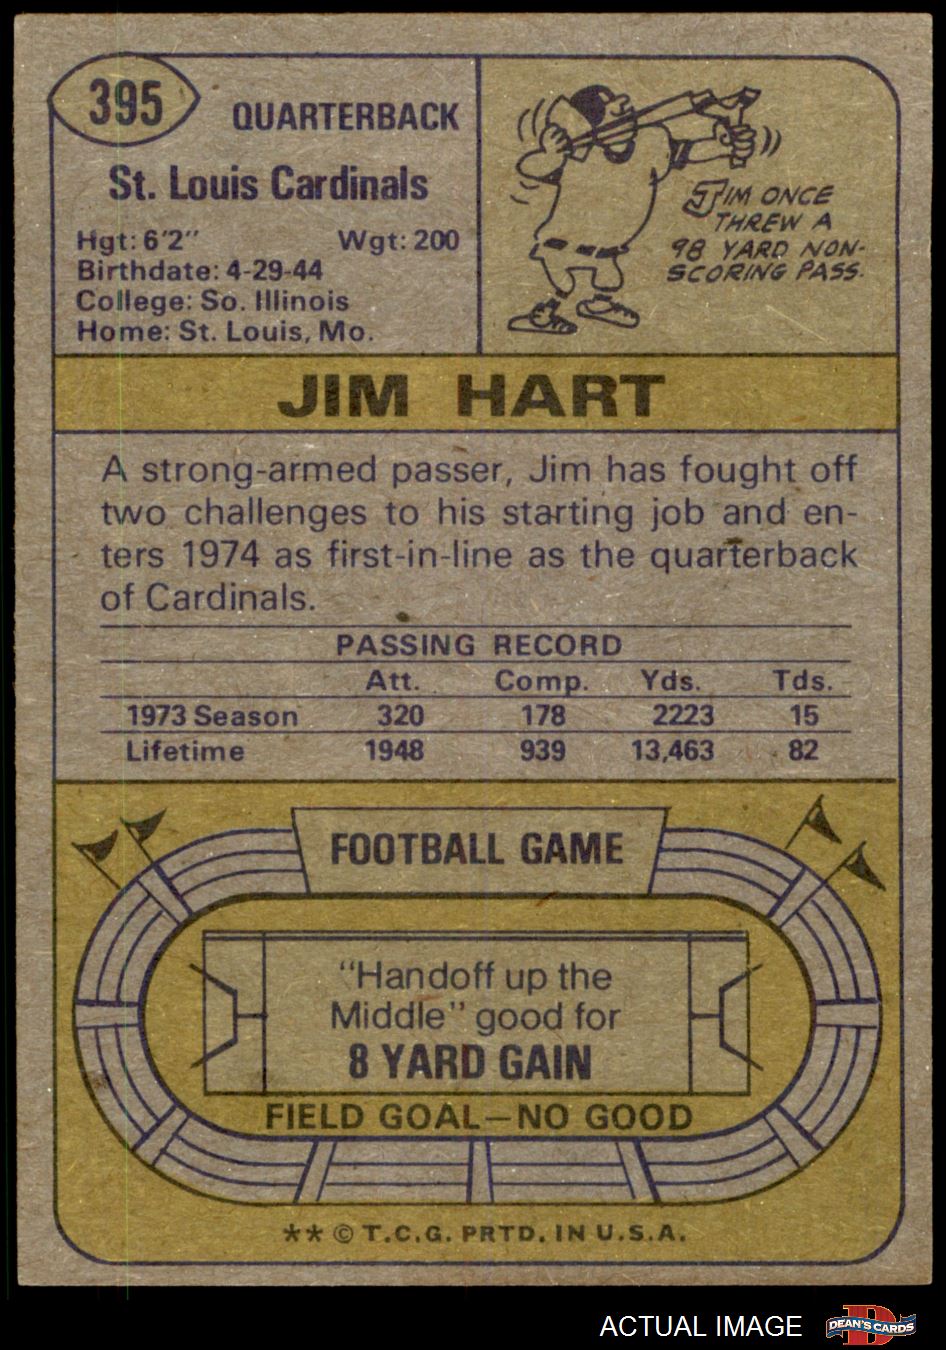 395
QUARTERBACK
St. Louis Cardinals
Hgt: 6'2" Wgt: 200
Birthdate: 4-29-44
College: So. Illinois
Home: St. Louis, Mo.
JIM ONCE
THREW A
98 YARD NON-
SCORING PASS.
JIM HART
A strong-armed passer, Jim has fought off
two challenges to his starting job and en-
ters 1974 as first-in-line as the quarterback
of Cardinals.
PASSING RECORD
Att. Comp. Yds. Tds.
1973 Season 320 178 2223 15
Lifetime 1948 939 13,463 82
FOOTBALL GAME
"Handoff up the
Middle" good for
8 YARD GAIN
FIELD GOAL—NO GOOD
** © T.C.G. PRTD. IN U.S.A.
ACTUAL IMAGE
D
DEAN'S CARDS